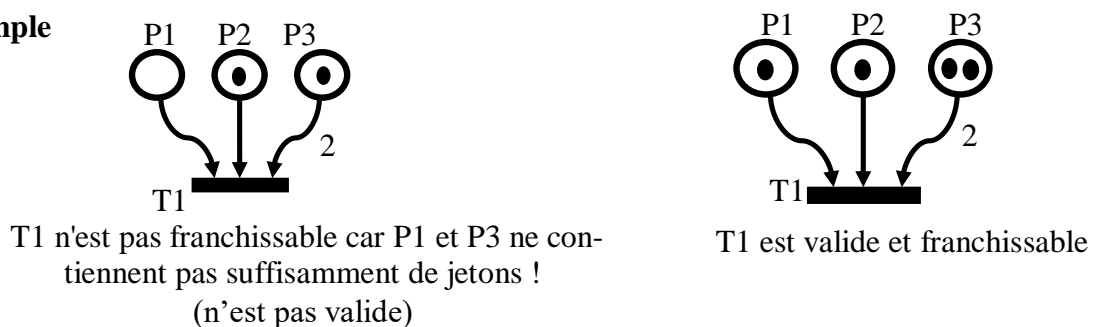 mple
P1 P2 P3
2
T1
T1 n'est pas franchissable car P1 et P3 ne con-
tiennent pas suffisamment de jetons !
(n’est pas valide)
P1 P2 P3
2
T1
T1 est valide et franchissable